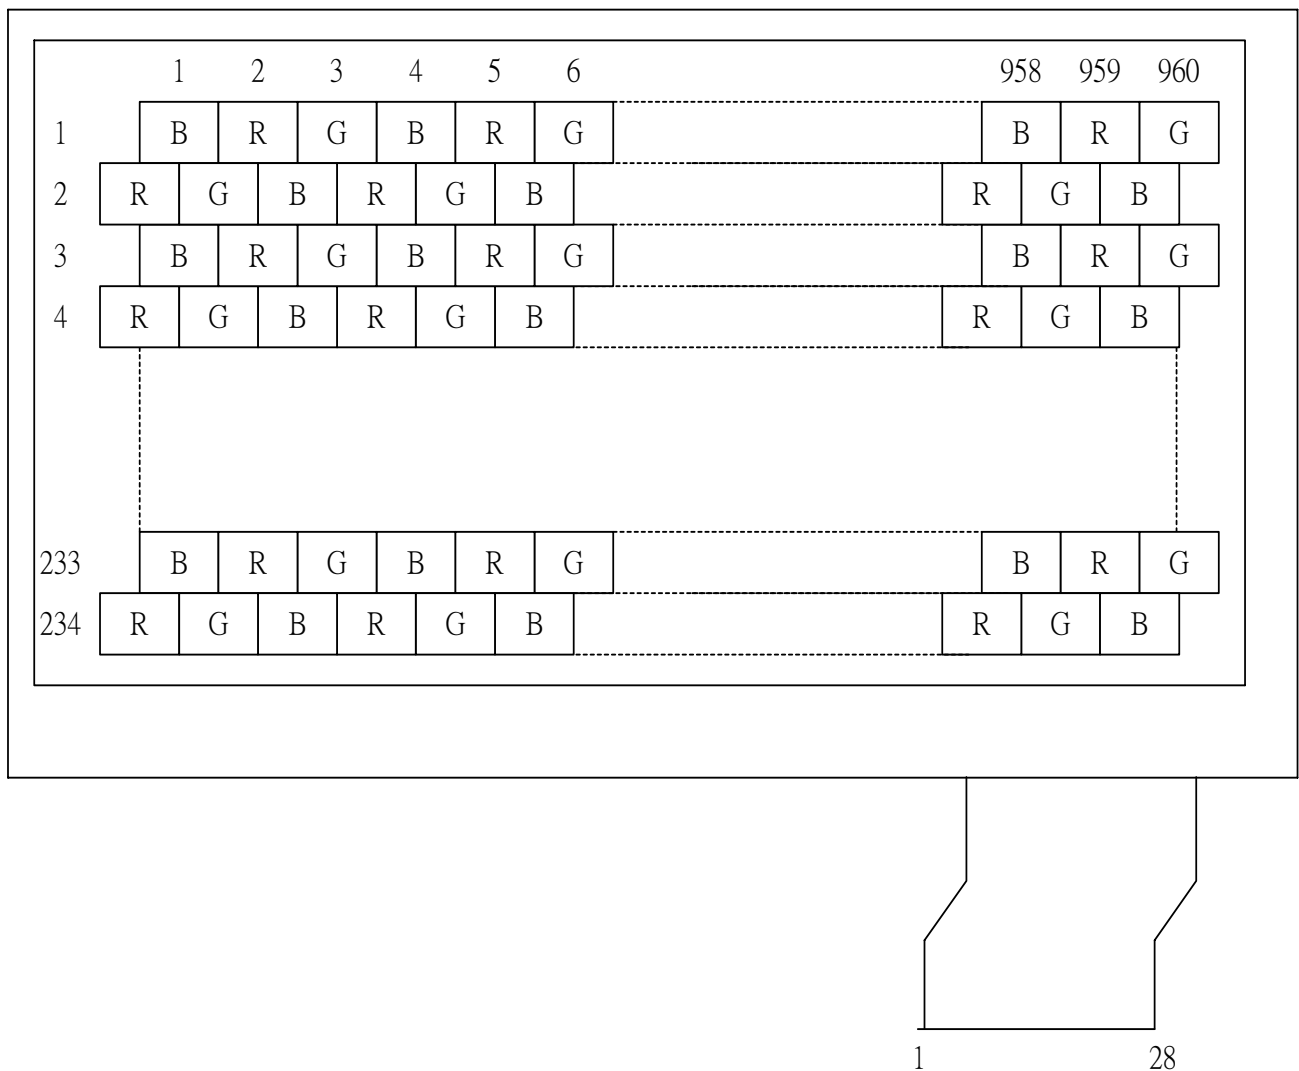 1 2 3 4 5 6 958 959 960
1 B R G B R G B R G
2 R G B R G B R G B
3 B R G B R G B R G
4 R G B R G B R G B
233 B R G B R G B R G
234 R G B R G B R G B
1 28